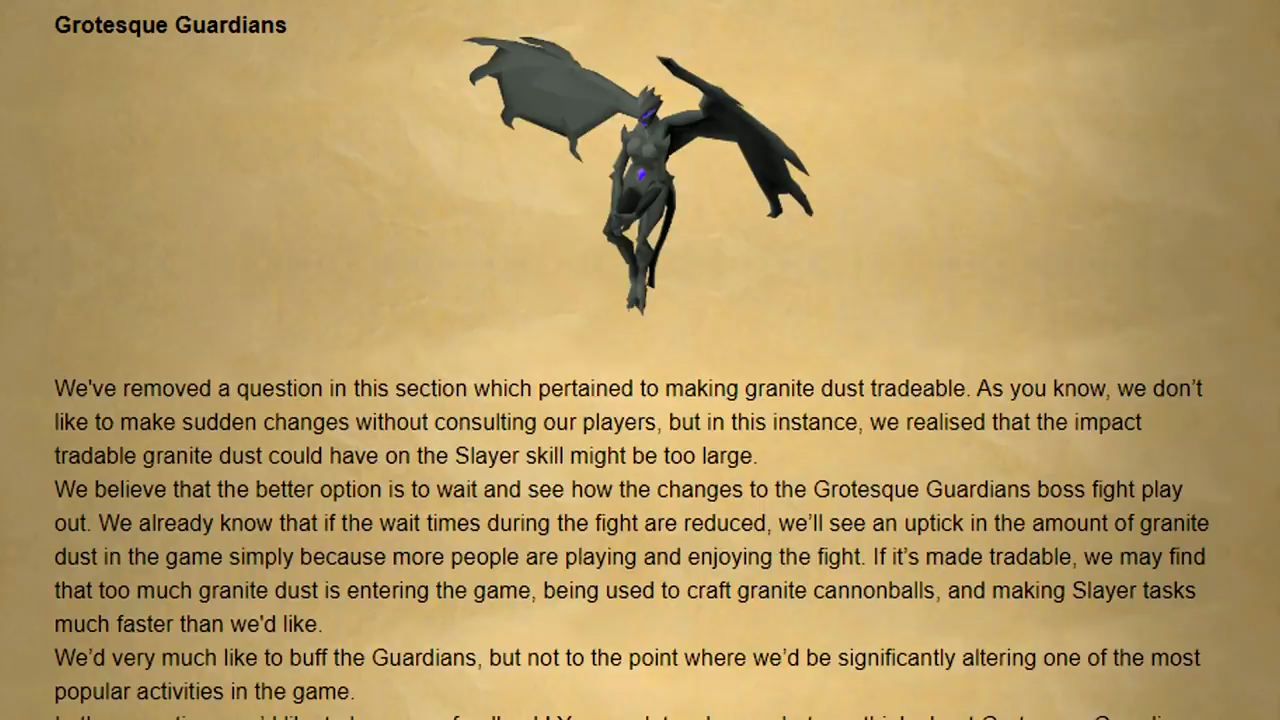 Grotesque Guardians
We've removed a question in this section which pertained to making granite dust tradeable. As you know, we don’t
like to make sudden changes without consulting our players, but in this instance, we realised that the impact
tradable granite dust could have on the Slayer skill might be too large.
We believe that the better option is to wait and see how the changes to the Grotesque Guardians boss fight play
out. We already know that if the wait times during the fight are reduced, we’ll see an uptick in the amount of granite
dust in the game simply because more people are playing and enjoying the fight. If it’s made tradable, we may find
that too much granite dust is entering the game, being used to craft granite cannonballs, and making Slayer tasks
much faster than we'd like.
We’d very much like to buff the Guardians, but not to the point where we’d be significantly altering one of the most
popular activities in the game.